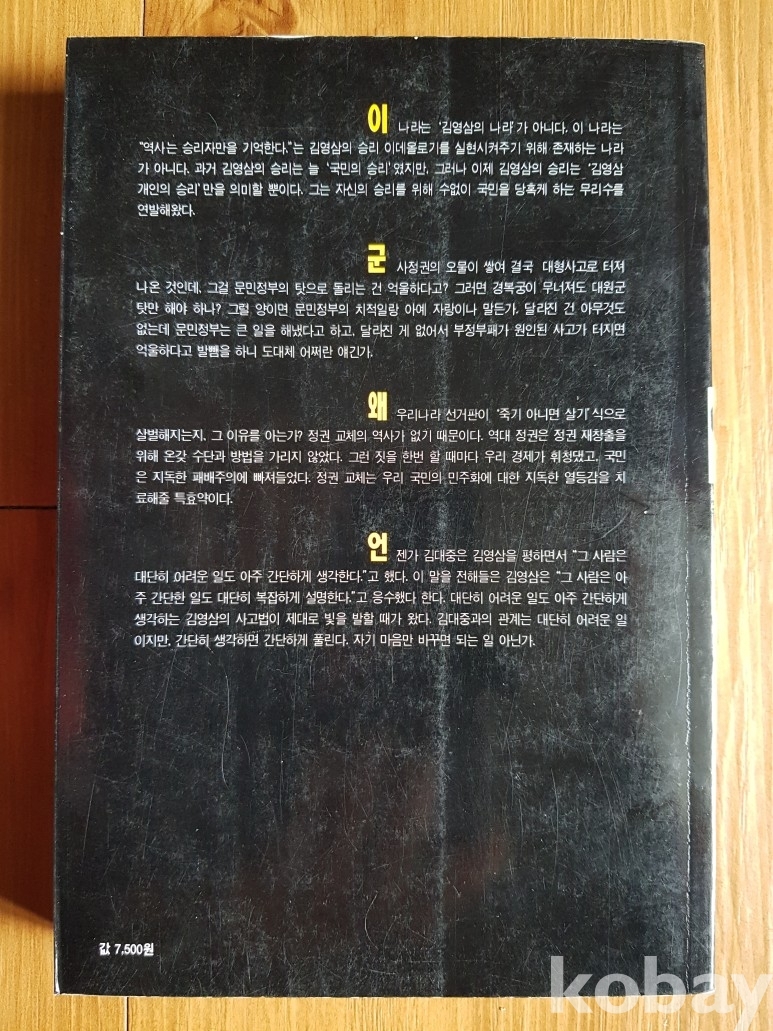 이 나라는 '김영삼의 나라'가 아니다. 이 나라는
"역사는 승리자만을 기억한다."는 김영삼의 승리 이데올로기를 실현시켜주기 위해 존재하는 나라
가 아니다. 과거 김영삼의 승리는 늘 '국민의 승리'였지만, 그러나 이제 김영삼의 승리는 '김영삼
개인의 승리'만을 의미할 뿐이다. 그는 자신의 승리를 위해 수없이 국민을 당혹케 하는 무리수를
연발해왔다.
군 사정권의 오물이 쌓여 결국 대형사고로 터져
나온 것인데, 그걸 문민정부의 탓으로 돌리는 건 억울하다고? 그러면 경복궁이 무너져도 대원군
탓만 해야 하나? 그럴 양이면 문민정부의 치적일랑 아예 자랑이나 말든가. 달라진 건 아무것도
없는데 문민정부는 큰 일을 해냈다고 하고, 달라진 게 없어서 부정부패가 원인된 사고가 터지면
억울하다고 발뺌을 하니 도대체 어쩌란 얘긴가.
왜 우리나라 선거판이 '죽기 아니면 살기'식으로
살벌해지는지, 그 이유를 아는가? 정권 교체의 역사가 없기 때문이다. 역대 정권은 정권 재창출을
위해 온갖 수단과 방법을 가리지 않았다. 그런 짓을 한번 할 때마다 우리 경제가 휘청댔고, 국민
은 지독한 패배주의에 빠져들었다. 정권 교체는 우리 국민의 민주화에 대한 지독한 열등감을 치
료해줄 특효약이다.
언 젠가 김대중은 김영삼을 평하면서 "그 사람은
대단히 어려운 일도 아주 간단하게 생각한다."고 했다. 이 말을 전해들은 김영삼은 "그 사람은 아
주 간단한 일도 대단히 복잡하게 설명한다."고 응수했다 한다. 대단히 어려운 일도 아주 간단하게
생각하는 김영삼의 사고법이 제대로 빛을 발할 때가 왔다. 김대중과의 관계는 대단히 어려운 일
이지만, 간단히 생각하면 간단하게 풀린다. 자기 마음만 바꾸면 되는 일 아닌가.
값 7,500원
kobay